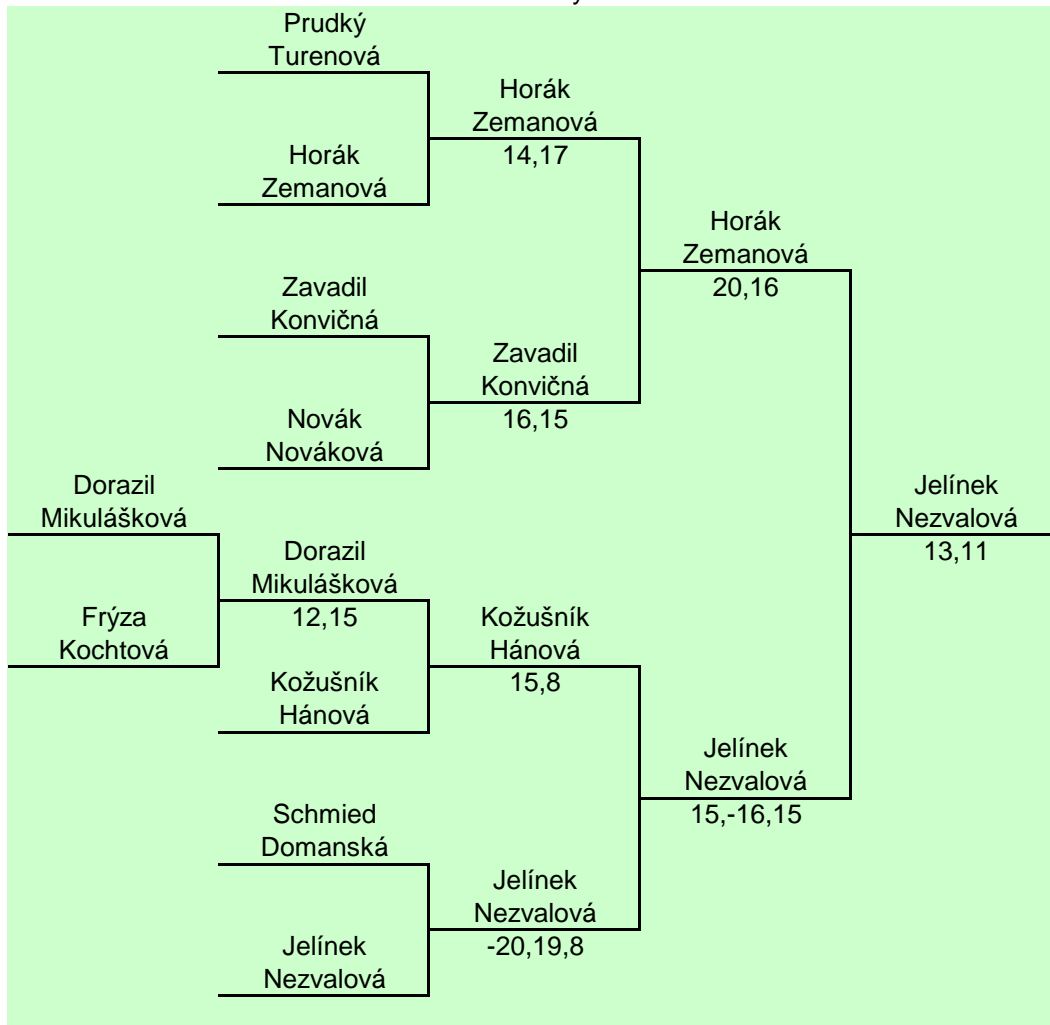 Prudký
Turenová
Horák
Zemanová
14,17
Horák
Zemanová
Horák
Zemanová
20,16
Zavadil
Konvičná
Zavadil
Konvičná
16,15
Novák
Nováková
Dorazil
Mikulášková
Jelínek
Nezvalová
13,11
Dorazil
Mikulášková
12,15
Frýza
Kochtová
Kožušník
Hánová
15,8
Kožušník
Hánová
Jelínek
Nezvalová
15,-16,15
Schmied
Domanská
Jelínek
Nezvalová
-20,19,8
Jelínek
Nezvalová